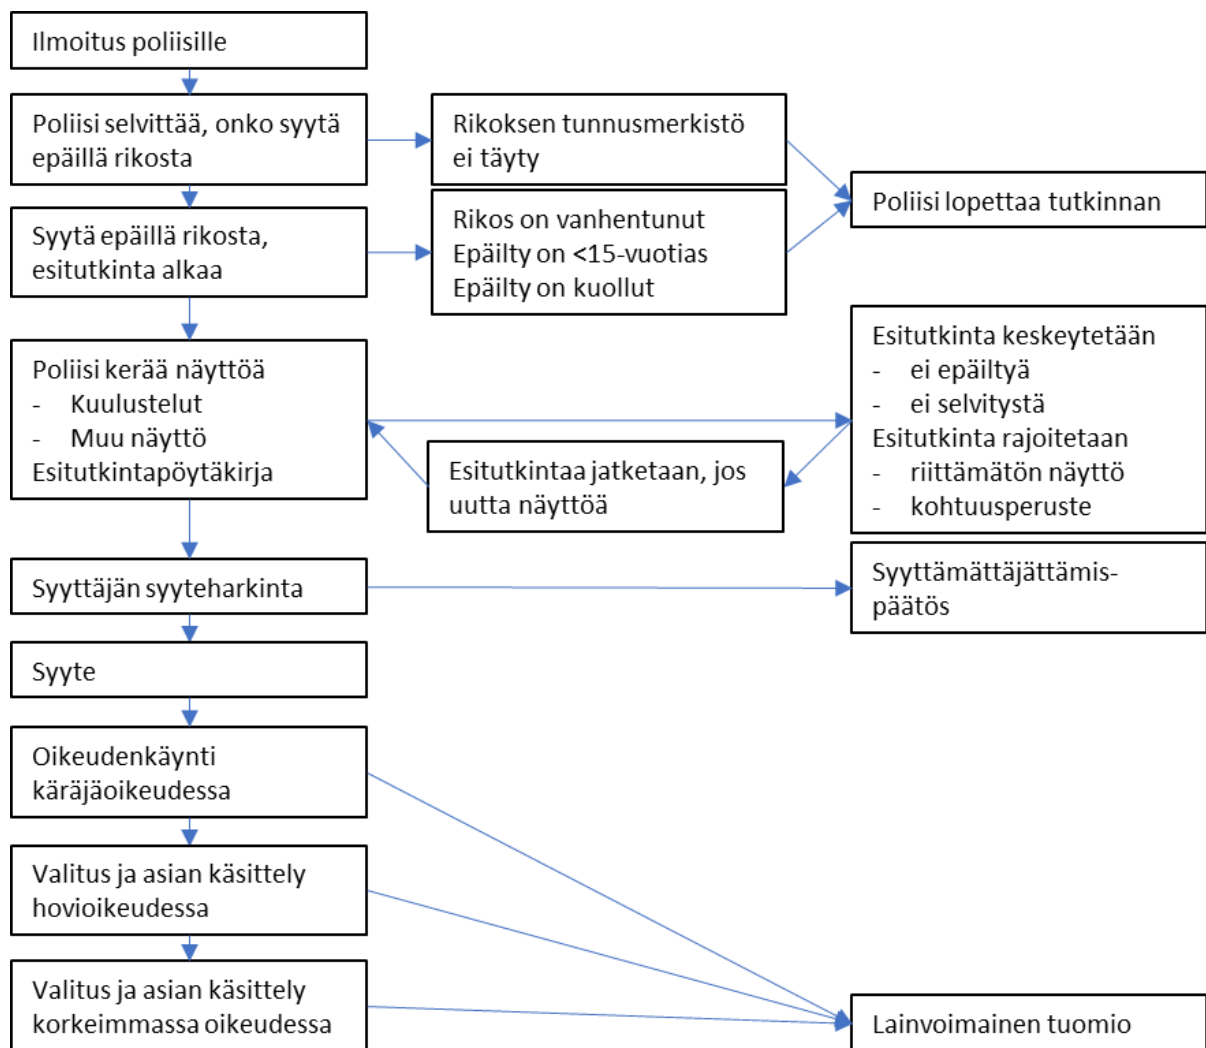 Ilmoitus poliisille
Poliisi selvittää, onko syytä
epäillä rikosta
Rikoksen tunnusmerkistö
ei täyty
Poliisi lopettaa tutkinnan
Syytä epäillä rikosta,
esitutkinta alkaa
Rikos on vanhentunut
Epäilty on <15-vuotias
Epäilty on kuollut
Poliisi kerää näyttöä
- Kuulustelut
- Muu näyttö
Esitutkintapöytäkirja
Esitutkinta keskeytetään
- ei epäiltyä
- ei selvitystä
Esitutkinta rajoitetaan
- riittämätön näyttö
- kohtuusperuste
Esitutkintaa jatketaan, jos
uutta näyttöä
Syyttäjän syyteharkinta
Syyttämättäjättämis-
päätös
Syyte
Oikeudenkäynti
käräjäoikeudessa
Valitus ja asian käsittely
hovioikeudessa
Valitus ja asian käsittely
korkeimmassa oikeudessa
Lainvoimainen tuomio